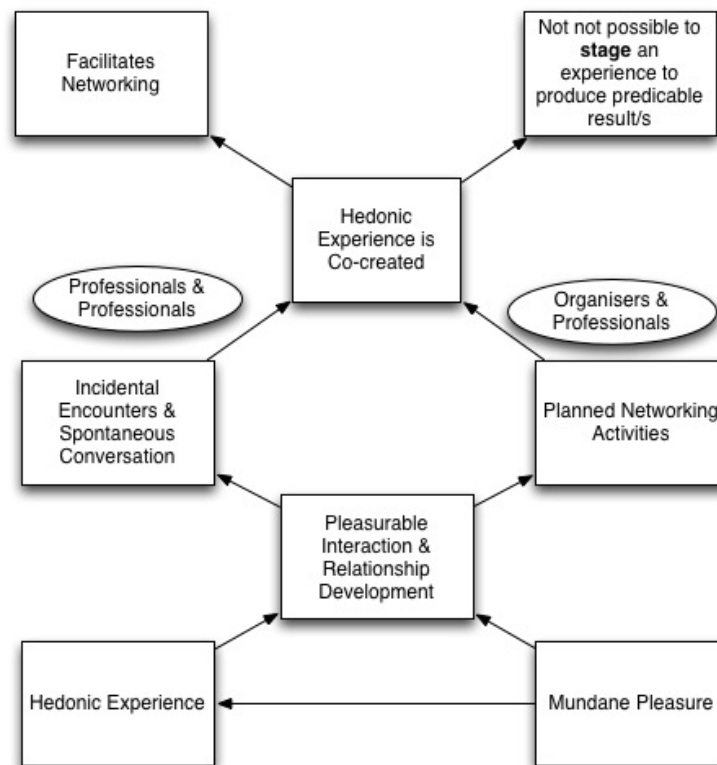 Facilitates
Networking
Not not possible to
stage an
experience to
produce predicable
result/s
Hedonic
Experience is
Co-created
Professionals &
Professionals
Organisers &
Professionals
Incidental
Encounters &
Spontaneous
Conversation
Planned Networking
Activities
Pleasurable
Interaction &
Relationship
Development
Hedonic Experience
Mundane Pleasure